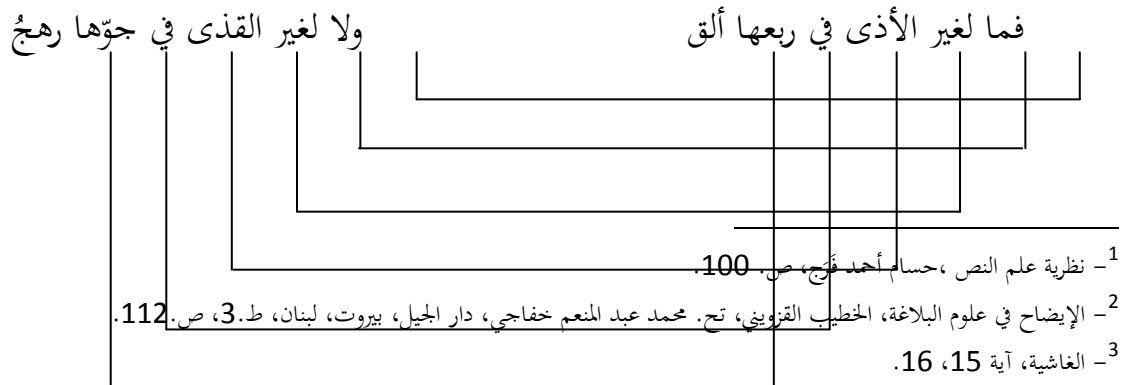 فما لغير الأذى في ربعها ألق ولا لغير القذى في جوّها رهجُ
1– نظرية علم النص ،حسام أحمد فَرَج، ص. 100.
2– الإيضاح في علوم البلاغة، الخطيب القزويني، تح. محمد عبد المنعم خفاجي، دار الجيل، بيروت، لبنان، ط.3، ص.112.
3– الغاشية، آية 15، 16.